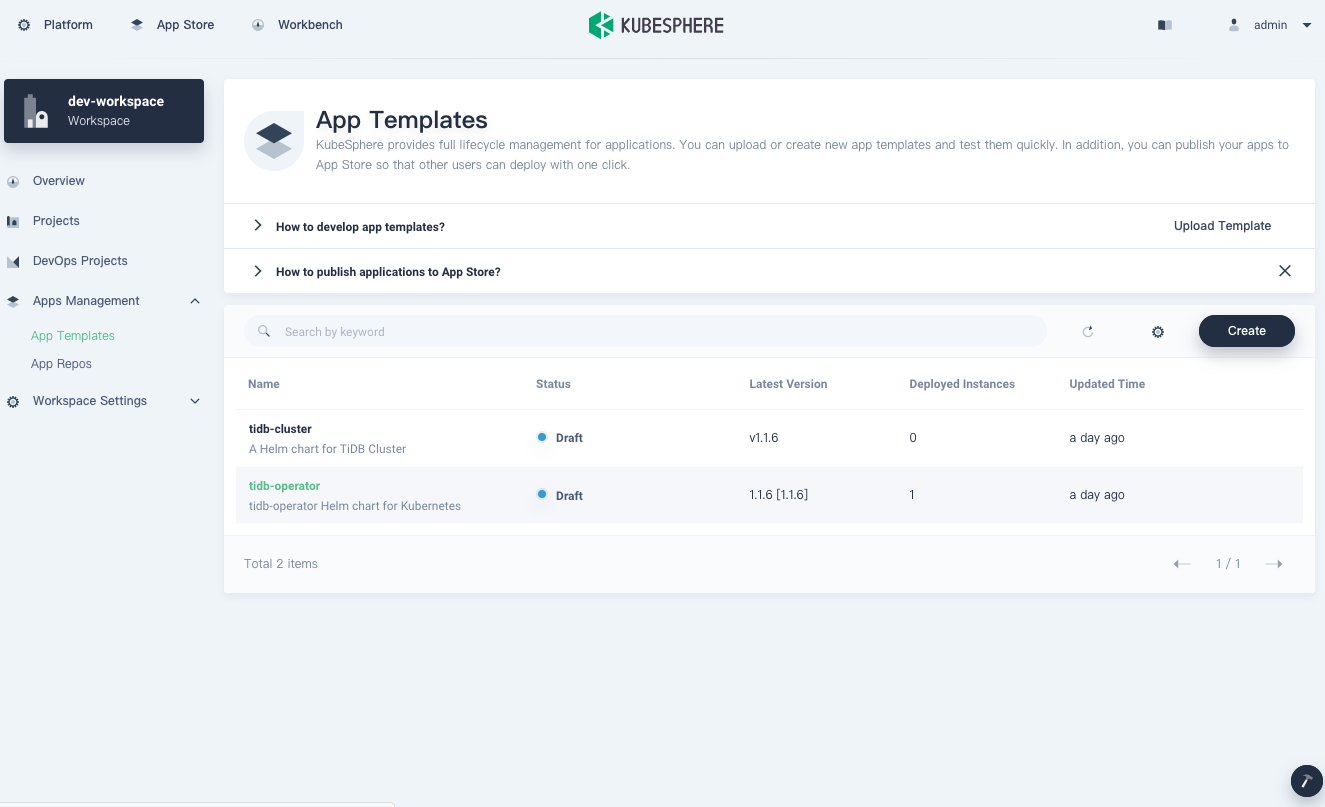 Platform
App Store
Workbench
KUBESPHERE
admin
dev-workspace
Workspace
Overview
Projects
DevOps Projects
Apps Management
App Templates
App Repos
Workspace Settings
App Templates
KubeSphere provides full lifecycle management for applications. You can upload or create new app templates and test them quickly. In addition, you can publish your apps to
App Store so that other users can deploy with one click.
How to develop app templates?
Upload Template
How to publish applications to App Store?
Search by keyword
Create
Name Status Latest Version Deployed Instances Updated Time
tidb-cluster
A Helm chart for TiDB Cluster
Draft v1.1.6 0 a day ago
tidb-operator
tidb-operator Helm chart for Kubernetes
Draft 1.1.6 [1.1.6] 1 a day ago
Total 2 items
1 / 1